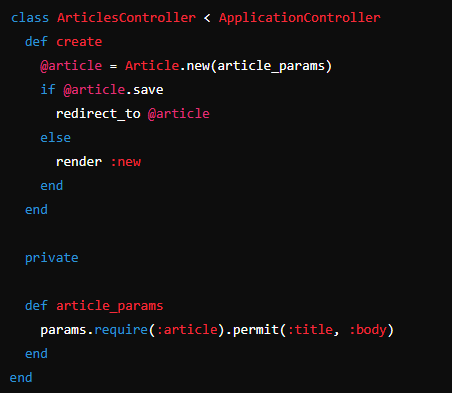 class ArticlesController < ApplicationController
  def create
    @article = Article.new(article_params)
    if @article.save
      redirect_to @article
    else
      render :new
    end
  end

  private

  def article_params
    params.require(:article).permit(:title, :body)
  end
end